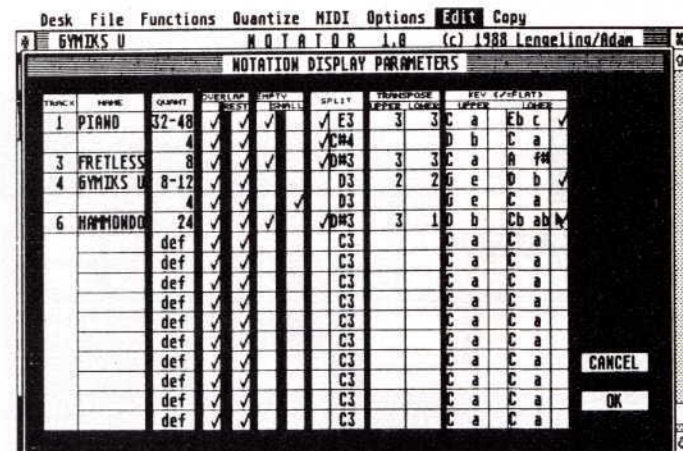 Desk File Functions Quantize MIDI Options Edit Copy
GYMIKS U NOTATOR 1.0 (c) 1988 Lengeling/Adam
NOTATION DISPLAY PARAMETERS
TRACK NAME QUANT OVERLAP REST EMPTY SMALL SPLIT TRANSPOSE UPPER LOWER KEY (/=FLAT) UPPER LOWER
1 PIANO 32-48 ✓ ✓ ✓ ✓ E3 3 3 C a Eb c ✓
4 ✓ ✓ ✓ C#4 D b C a
3 FRETLESS 8 ✓ ✓ ✓ ✓ D#3 3 3 C a A f#
4 GYMIKS U 8-12 ✓ ✓ D3 2 2 G e D b ✓
4 ✓ ✓ ✓ D3 G e C a
6 HAMMONDO 24 ✓ ✓ ✓ ✓ D#3 3 1 D b Cb ab
def ✓ ✓ C3 C a C a
def ✓ ✓ C3 C a C a
def ✓ ✓ C3 C a C a
def ✓ ✓ C3 C a C a
def ✓ ✓ C3 C a C a
def ✓ ✓ C3 C a C a
def ✓ ✓ C3 C a C a
def ✓ ✓ C3 C a C a
CANCEL
def ✓ ✓ C3 C a C a
OK
def ✓ ✓ C3 C a C a